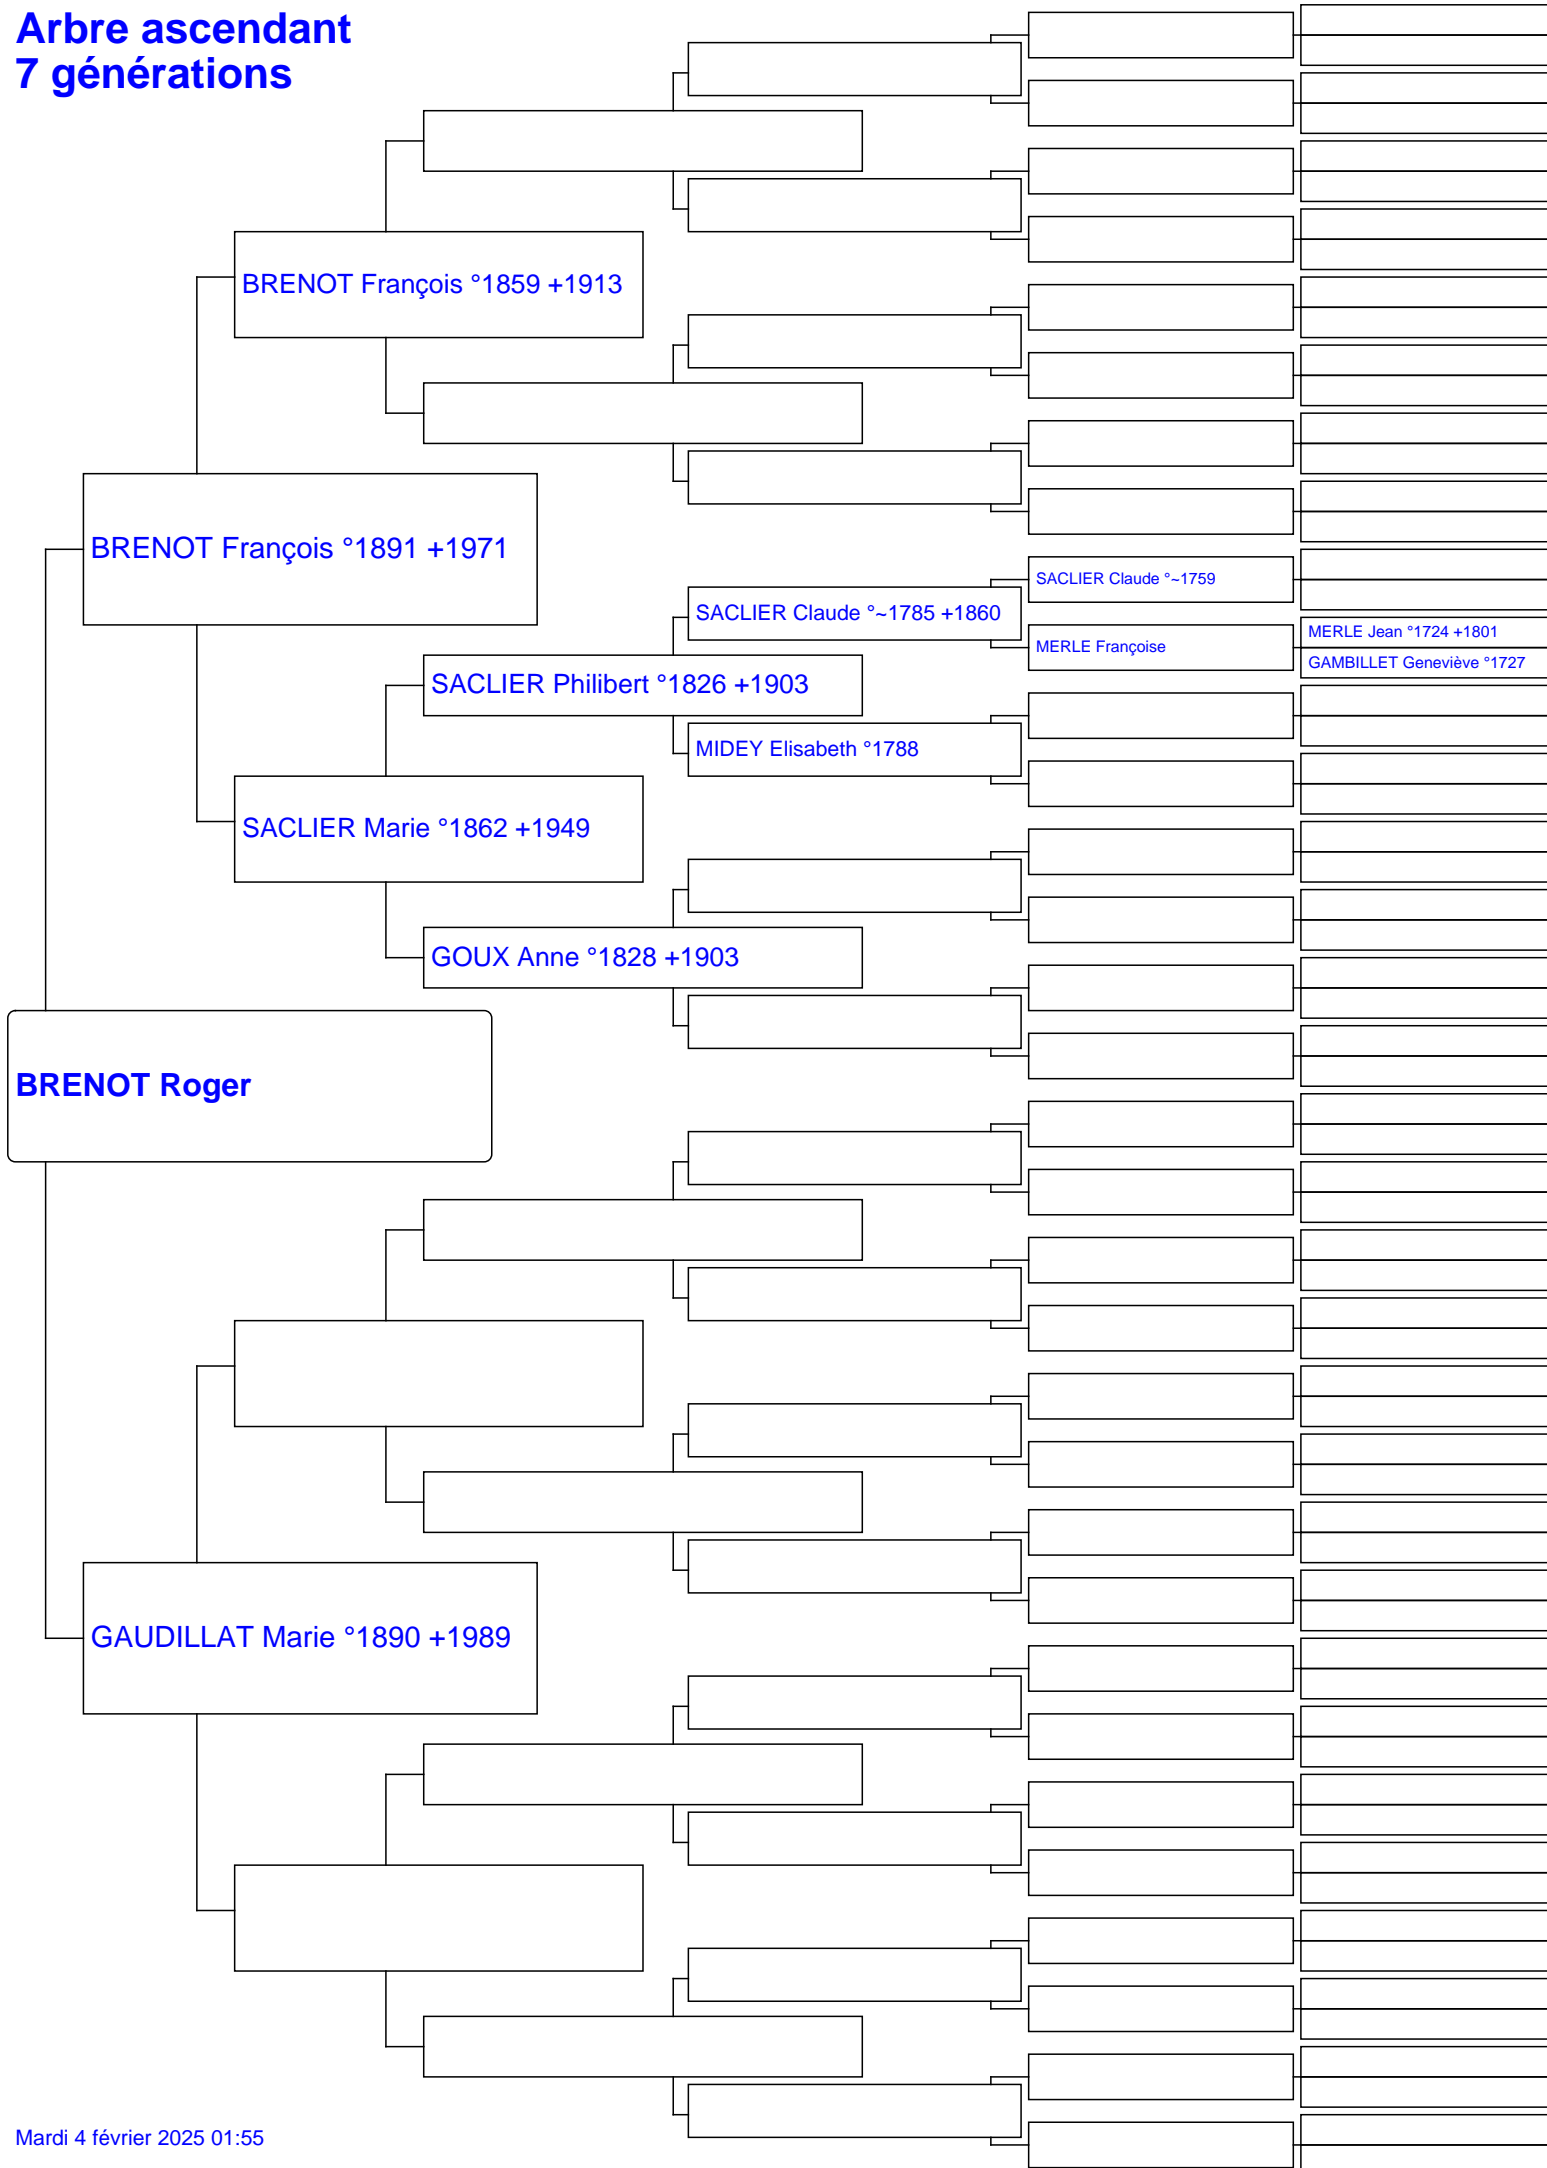 Arbre ascendant
7 générations
BRENOT François °1859 +1913
BRENOT François °1891 +1971
SACLIER Claude °~1759
SACLIER Claude °~1785 +1860
MERLE Jean °1724 +1801
MERLE Françoise
GAMBILLET Geneviève °1727
SACLIER Philibert °1826 +1903
MIDEY Elisabeth °1788
SACLIER Marie °1862 +1949
GOUX Anne °1828 +1903
BRENOT Roger
GAUDILLAT Marie °1890 +1989
Mardi 4 février 2025 01:55